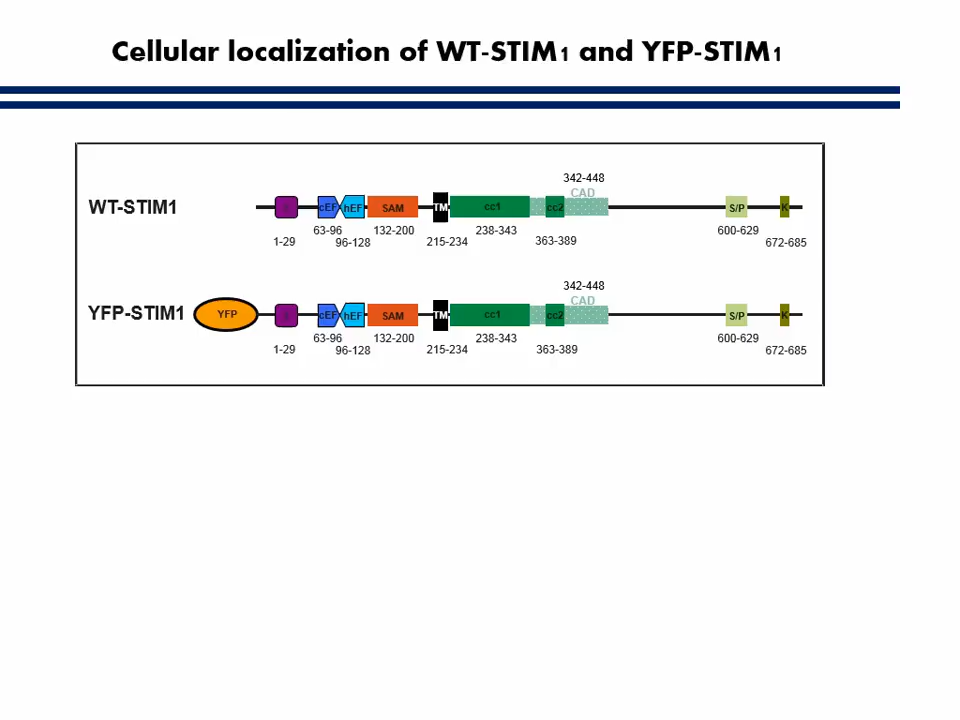 Cellular localization of WT-STIM1 and YFP-STIM1
342-448
CAD
WT-STIM1 cEF hEF SAM TM cc1 cc2 S/P K
63-96 132-200 238-343 600-629
1-29 96-128 215-234 363-389 672-685
342-448
CAD
YFP-STIM1 YFP cEF hEF SAM TM cc1 cc2 S/P K
63-96 132-200 238-343 600-629
1-29 96-128 215-234 363-389 672-685